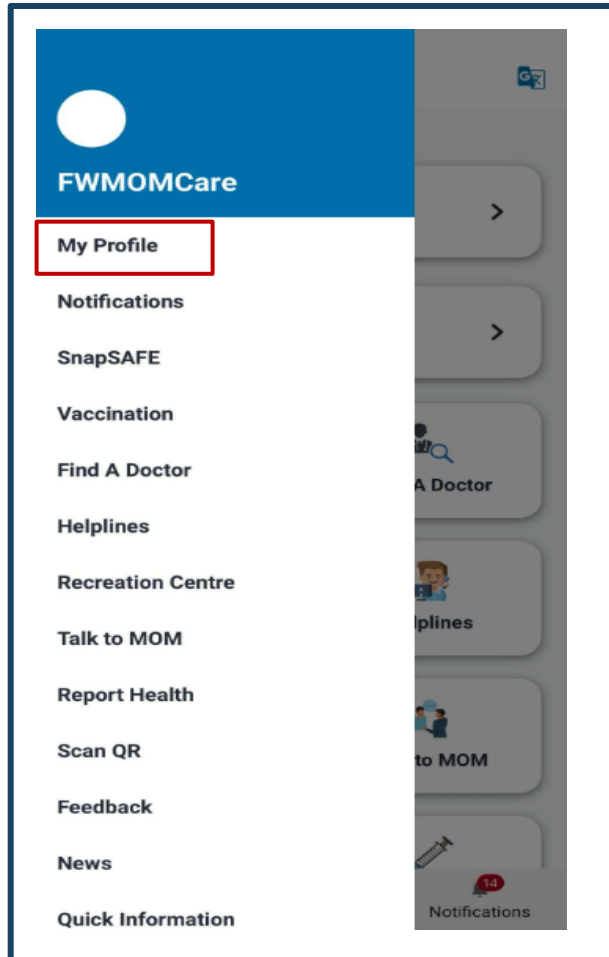 FWMOMCare
My Profile
Notifications
SnapSAFE
Vaccination
Find A Doctor
Helplines
Recreation Centre
Talk to MOM
Report Health
Scan QR
Feedback
News
Quick Information
G
A Doctor
lplines
to MOM
14
Notifications